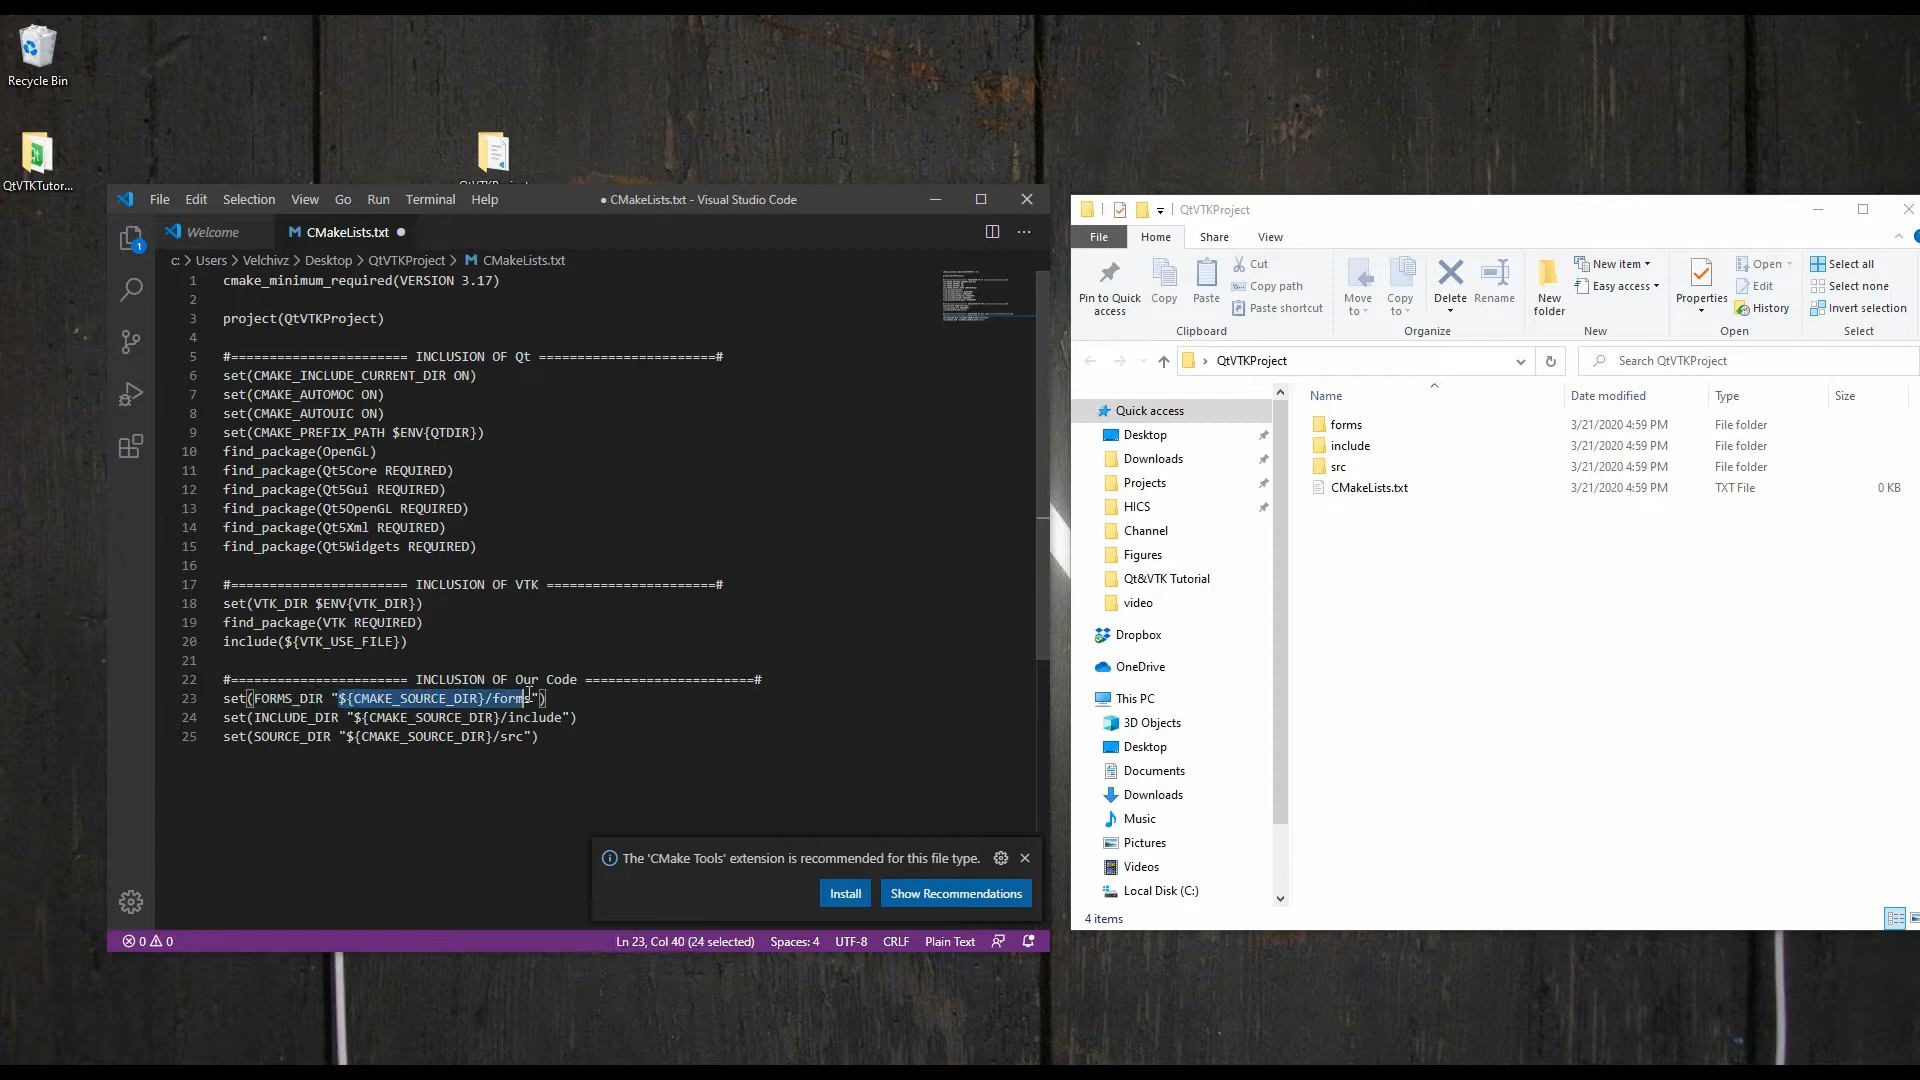 Recycle Bin
QtVTKTutor...
File Edit Selection View Go Run Terminal Help
● CMakeLists.txt - Visual Studio Code
Welcome
CMakeLists.txt ●
c: > Users > Velchivz > Desktop > QtVTKProject > CMakeLists.txt
1 cmake_minimum_required(VERSION 3.17)
2
3 project(QtVTKProject)
4
5 #======================= INCLUSION OF Qt =======================#
6 set(CMAKE_INCLUDE_CURRENT_DIR ON)
7 set(CMAKE_AUTOMOC ON)
8 set(CMAKE_AUTOUIC ON)
9 set(CMAKE_PREFIX_PATH $ENV{QTDIR})
10 find_package(OpenGL)
11 find_package(Qt5Core REQUIRED)
12 find_package(Qt5Gui REQUIRED)
13 find_package(Qt5OpenGL REQUIRED)
14 find_package(Qt5Xml REQUIRED)
15 find_package(Qt5Widgets REQUIRED)
16
17 #======================= INCLUSION OF VTK ======================#
18 set(VTK_DIR $ENV{VTK_DIR})
19 find_package(VTK REQUIRED)
20 include(${VTK_USE_FILE})
21
22 #======================= INCLUSION OF Our Code ======================#
23 set(FORMS_DIR "${CMAKE_SOURCE_DIR}/forms")
24 set(INCLUDE_DIR "${CMAKE_SOURCE_DIR}/include")
25 set(SOURCE_DIR "${CMAKE_SOURCE_DIR}/src")
1
The 'CMake Tools' extension is recommended for this file type.
Install
Show Recommendations
0 0
Ln 23, Col 40 (24 selected) Spaces: 4 UTF-8 CRLF Plain Text
QtVTKProject
File Home Share View
Pin to Quick access
Copy
Paste
Cut
Copy path
Paste shortcut
Clipboard
Move to
Copy to
Delete
Rename
Organize
New folder
New item
Easy access
New
Properties
Open
Edit
History
Open
Select all
Select none
Invert selection
Select
QtVTKProject
Search QtVTKProject
Quick access
Desktop
Downloads
Projects
HICS
Channel
Figures
Qt&VTK Tutorial
video
Dropbox
OneDrive
This PC
3D Objects
Desktop
Documents
Downloads
Music
Pictures
Videos
Local Disk (C:)
Name Date modified Type Size
forms 3/21/2020 4:59 PM File folder
include 3/21/2020 4:59 PM File folder
src 3/21/2020 4:59 PM File folder
CMakeLists.txt 3/21/2020 4:59 PM TXT File 0 KB
4 items